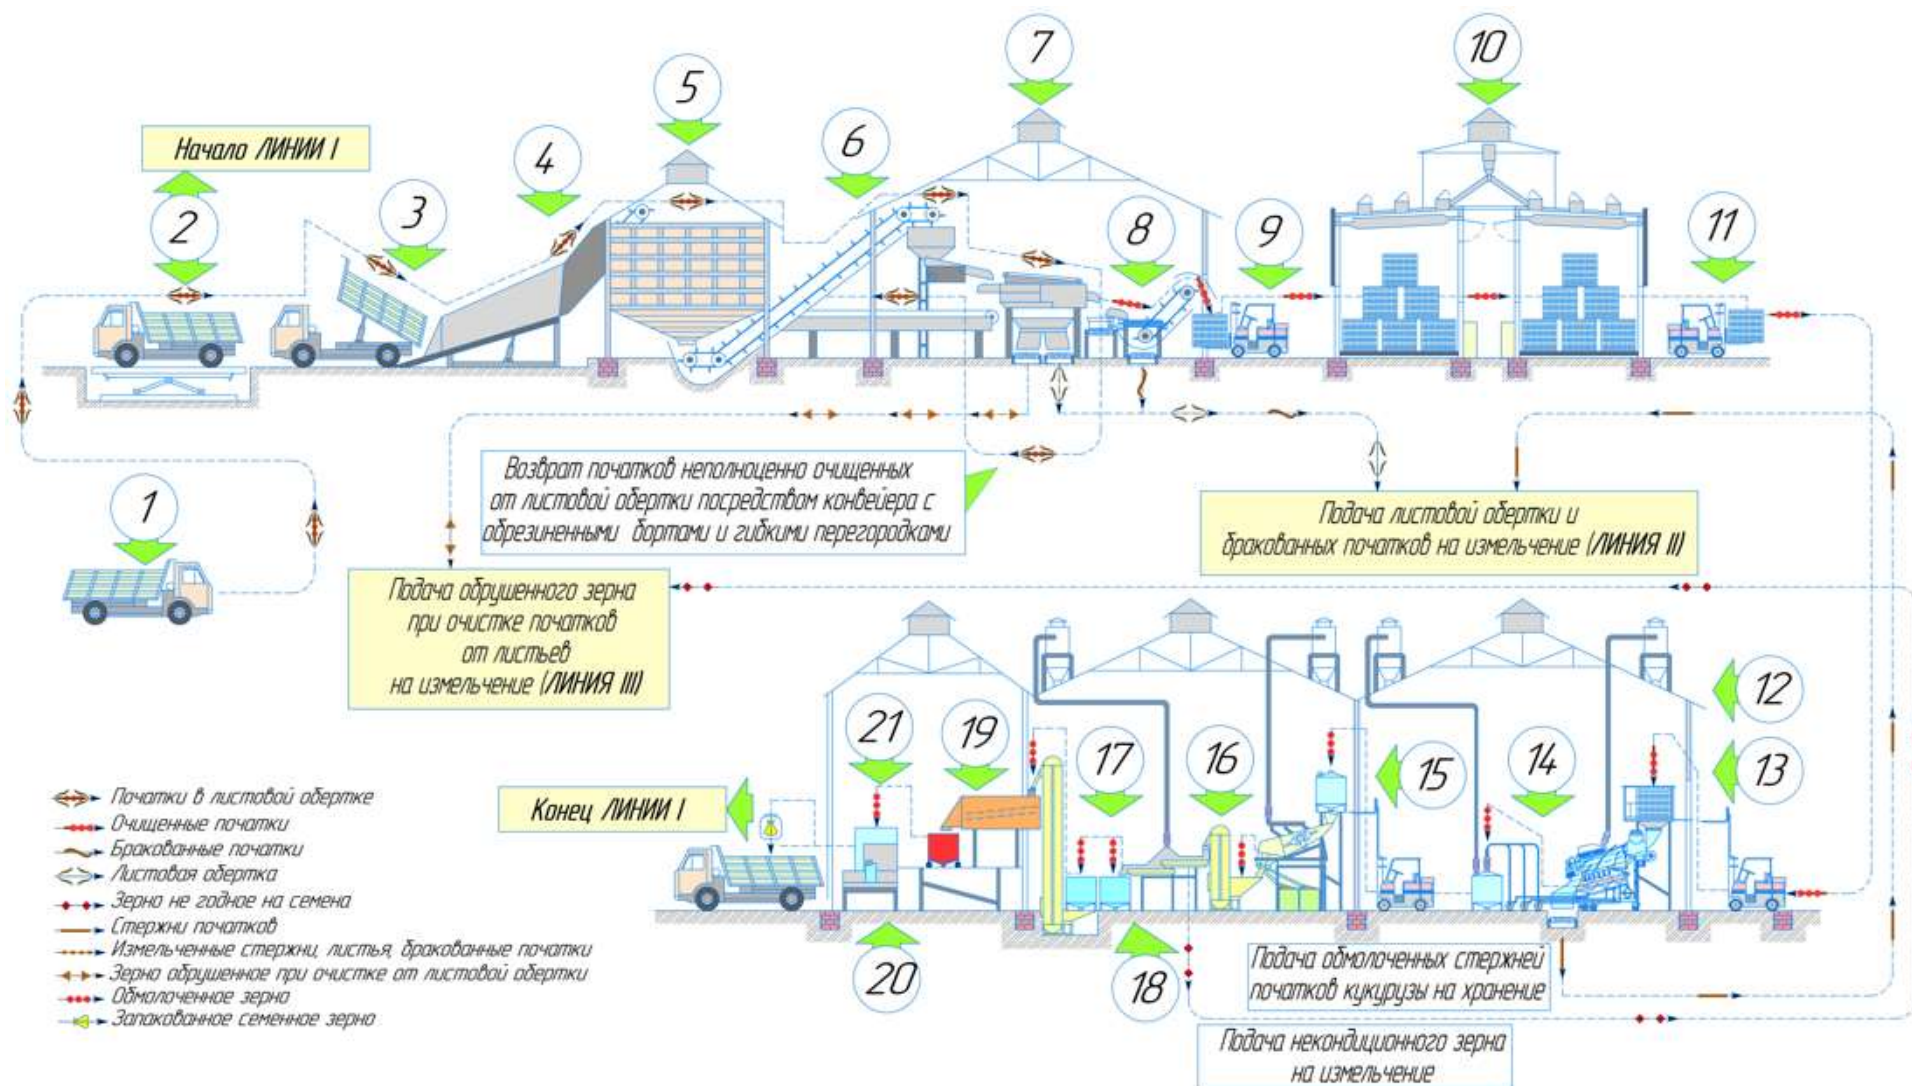 7
10
5
Начало ЛИНИИ I
4
6
2
3
8
9
11
Возврат початков неполноценно очищенных
от листовой обертки посредством конвейера с
обрезиненными бортами и гибкими перегородками
1
Подача листовой обертки и
бракованных початков на измельчение (ЛИНИЯ II)
Подача обрушенного зерна
при очистке початков
от листьев
на измельчение (ЛИНИЯ III)
12
21
19
17
16
15
14
13
Конец ЛИНИИ I
Початки в листовой обертке
Очищенные початки
Бракованные початки
Листовая обертка
Зерно не годное на семена
Стержни початков
Измельченные стержни, листья, бракованные початки
Зерно обрушенное при очистке от листовой обертки
Обмолоченное зерно
Запакованное семенное зерно
20
18
Подача обмолоченных стержней
початков кукурузы на хранение
Подача некондиционного зерна
на измельчение